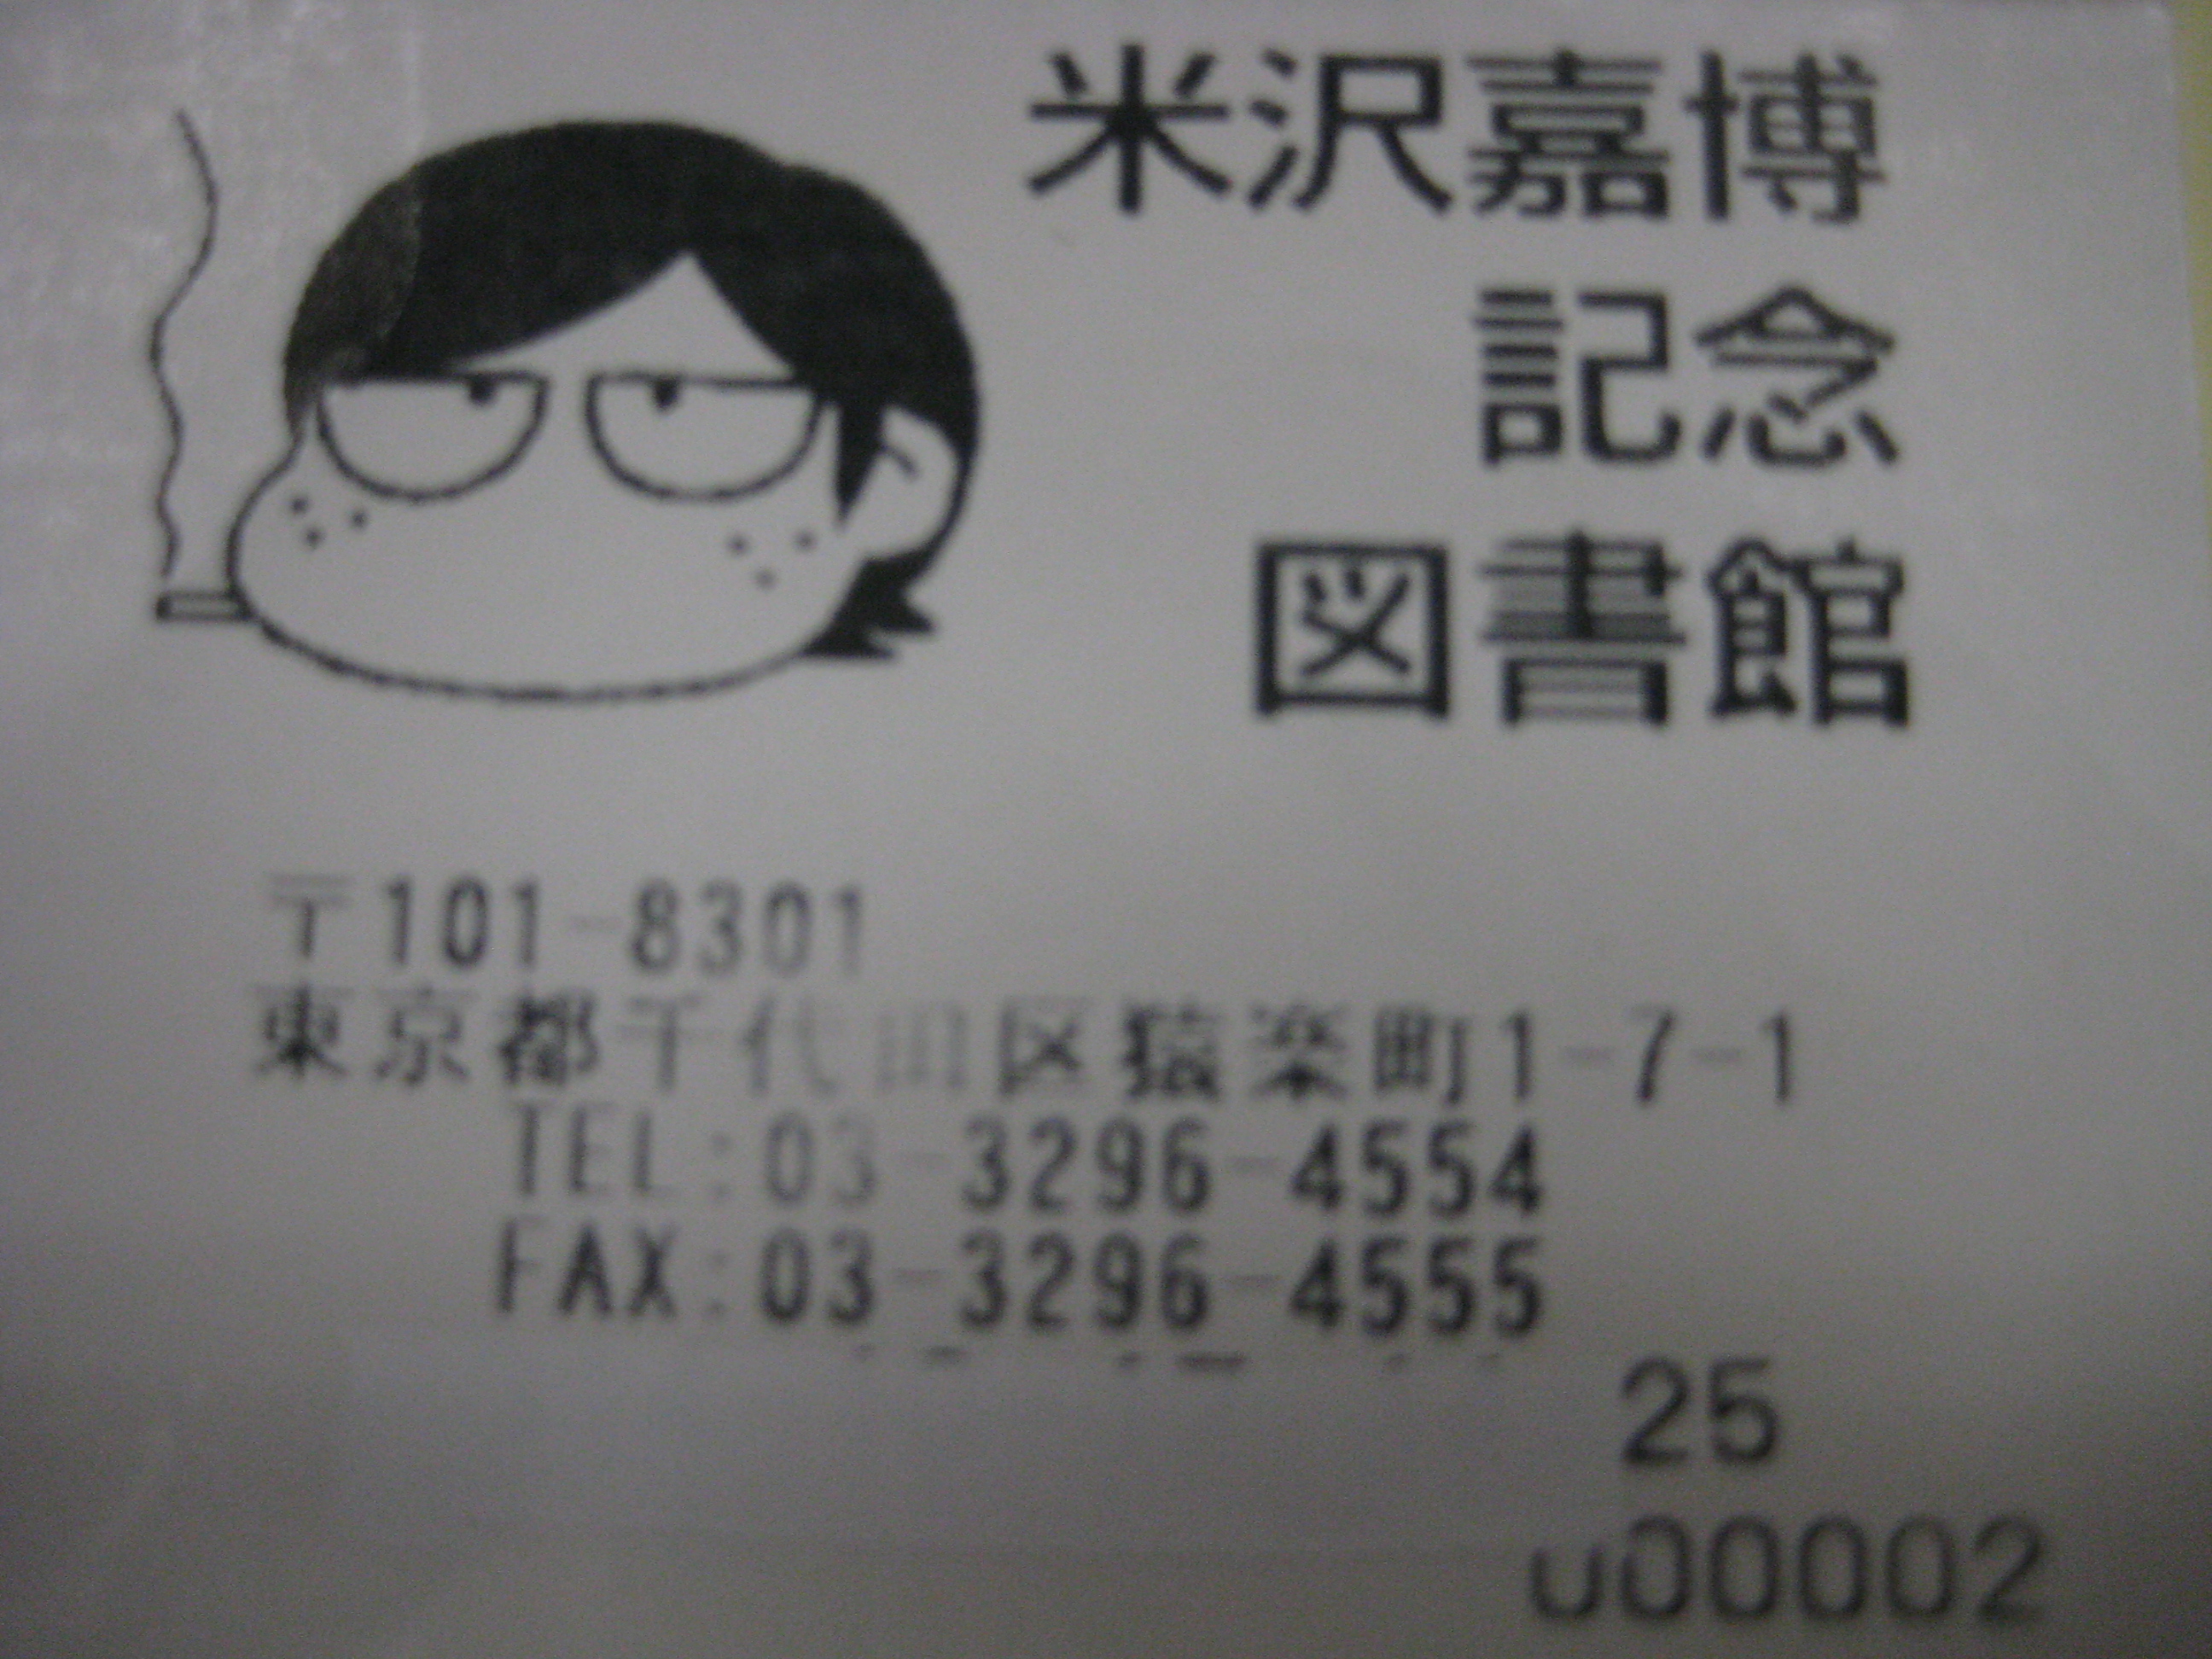 米沢嘉博
記念
図書館
〒101-8301
東京都千代田区猿楽町1-7-1
TEL:03-3296-4554
FAX:03-3296-4555
25
u00002